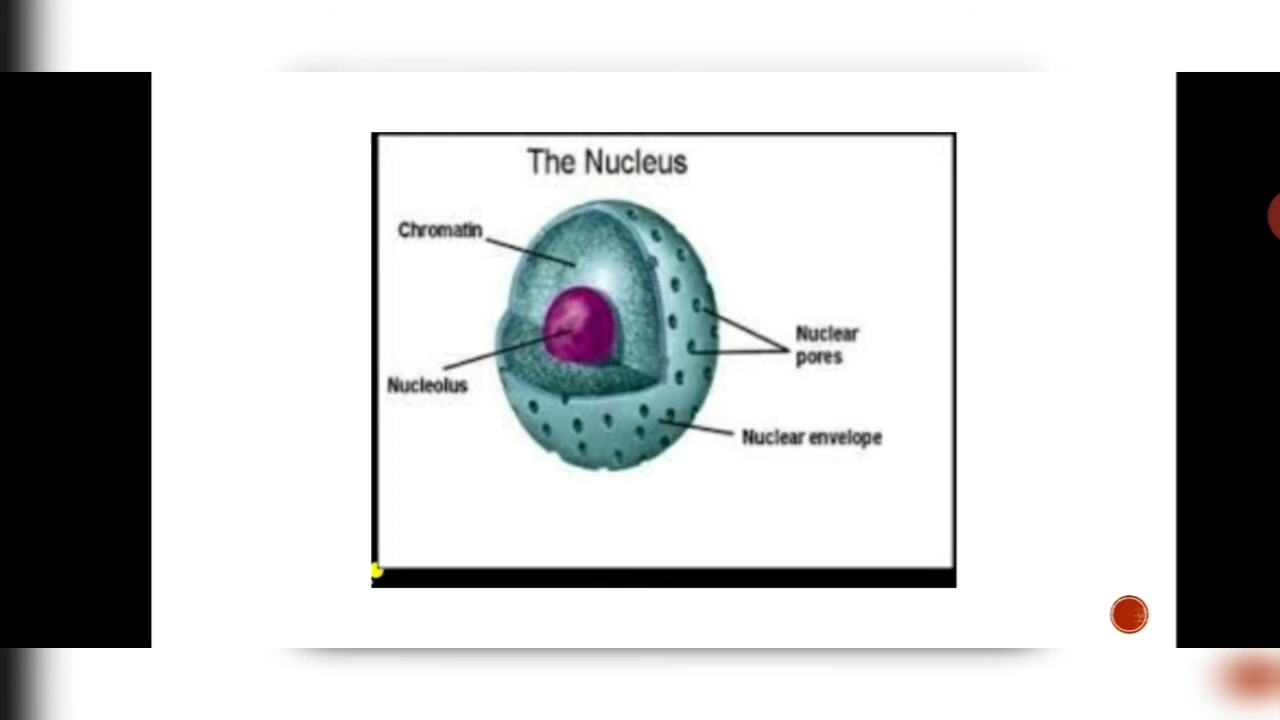 The Nucleus
Chromatin
Nuclear
pores
Nucleolus
Nuclear envelope